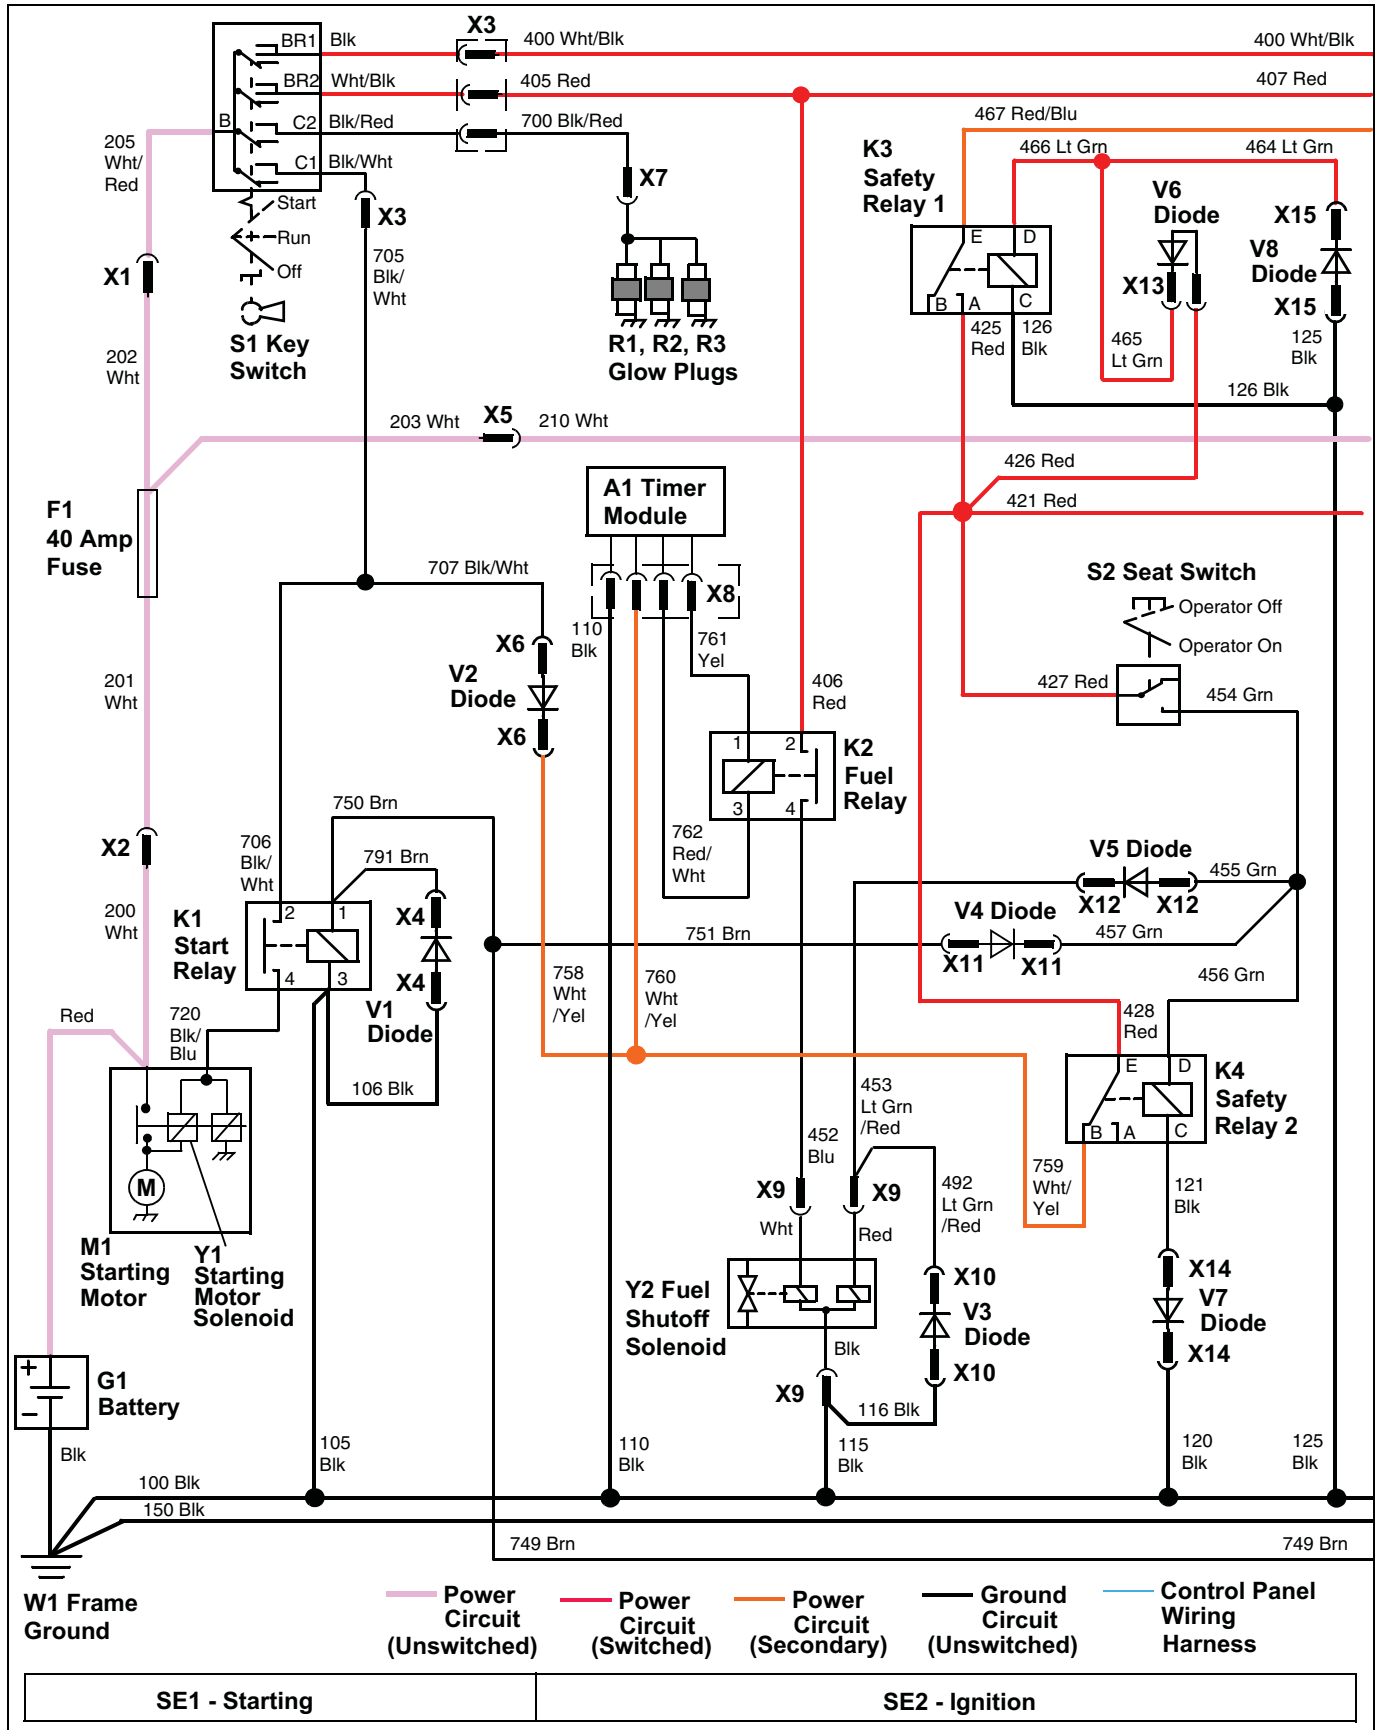 BR1 Blk X3 400 Wht/Blk 400 Wht/Blk
BR2 Wht/Blk 405 Red 407 Red
B C2 Blk/Red 700 Blk/Red
C1 Blk/Wht
205
Wht/
Red
Start
Run
Off
X3
705
Blk/
Wht
X7
S1 Key
Switch
R1, R2, R3
Glow Plugs
X1
202
Wht
467 Red/Blu
K3
Safety
Relay 1
466 Lt Grn 464 Lt Grn
V6
Diode
X15
V8
Diode
X13
X15
E D
B A C
425
Red
126
Blk
465
Lt Grn
125
Blk
126 Blk
203 Wht X5 210 Wht
426 Red
421 Red
A1 Timer
Module
F1
40 Amp
Fuse
707 Blk/Wht
X8
110
Blk
761
Yel
S2 Seat Switch
Operator Off
Operator On
X6
V2
Diode
X6
201
Wht
406
Red
427 Red
454 Grn
1 2
3 4
K2
Fuel
Relay
750 Brn
X2
706
Blk/
Wht
791 Brn
762
Red/
Wht
V5 Diode
455 Grn
X12 X12
V4 Diode
457 Grn
X11 X11
200
Wht
K1
Start
Relay
2 1
4 3
X4
X4
V1
Diode
751 Brn
456 Grn
758
Wht
/Yel
760
Wht
/Yel
428
Red
Red
720
Blk/
Blu
106 Blk
E D
B A C
K4
Safety
Relay 2
453
Lt Grn
/Red
452
Blu
759
Wht/
Yel
121
Blk
M
X9 X9
492
Lt Grn
/Red
Wht Red
M1
Starting
Motor
Y1
Starting
Motor
Solenoid
Y2 Fuel
Shutoff
Solenoid
X10
V3
Diode
X10
X14
V7
Diode
X14
Blk
X9
116 Blk
+
–
G1
Battery
Blk
105
Blk
110
Blk
115
Blk
120
Blk
125
Blk
100 Blk
150 Blk
749 Brn 749 Brn
W1 Frame
Ground
Power
Circuit
(Unswitched)
Power
Circuit
(Switched)
Power
Circuit
(Secondary)
Ground
Circuit
(Unswitched)
Control Panel
Wiring
Harness
SE1 - Starting SE2 - Ignition